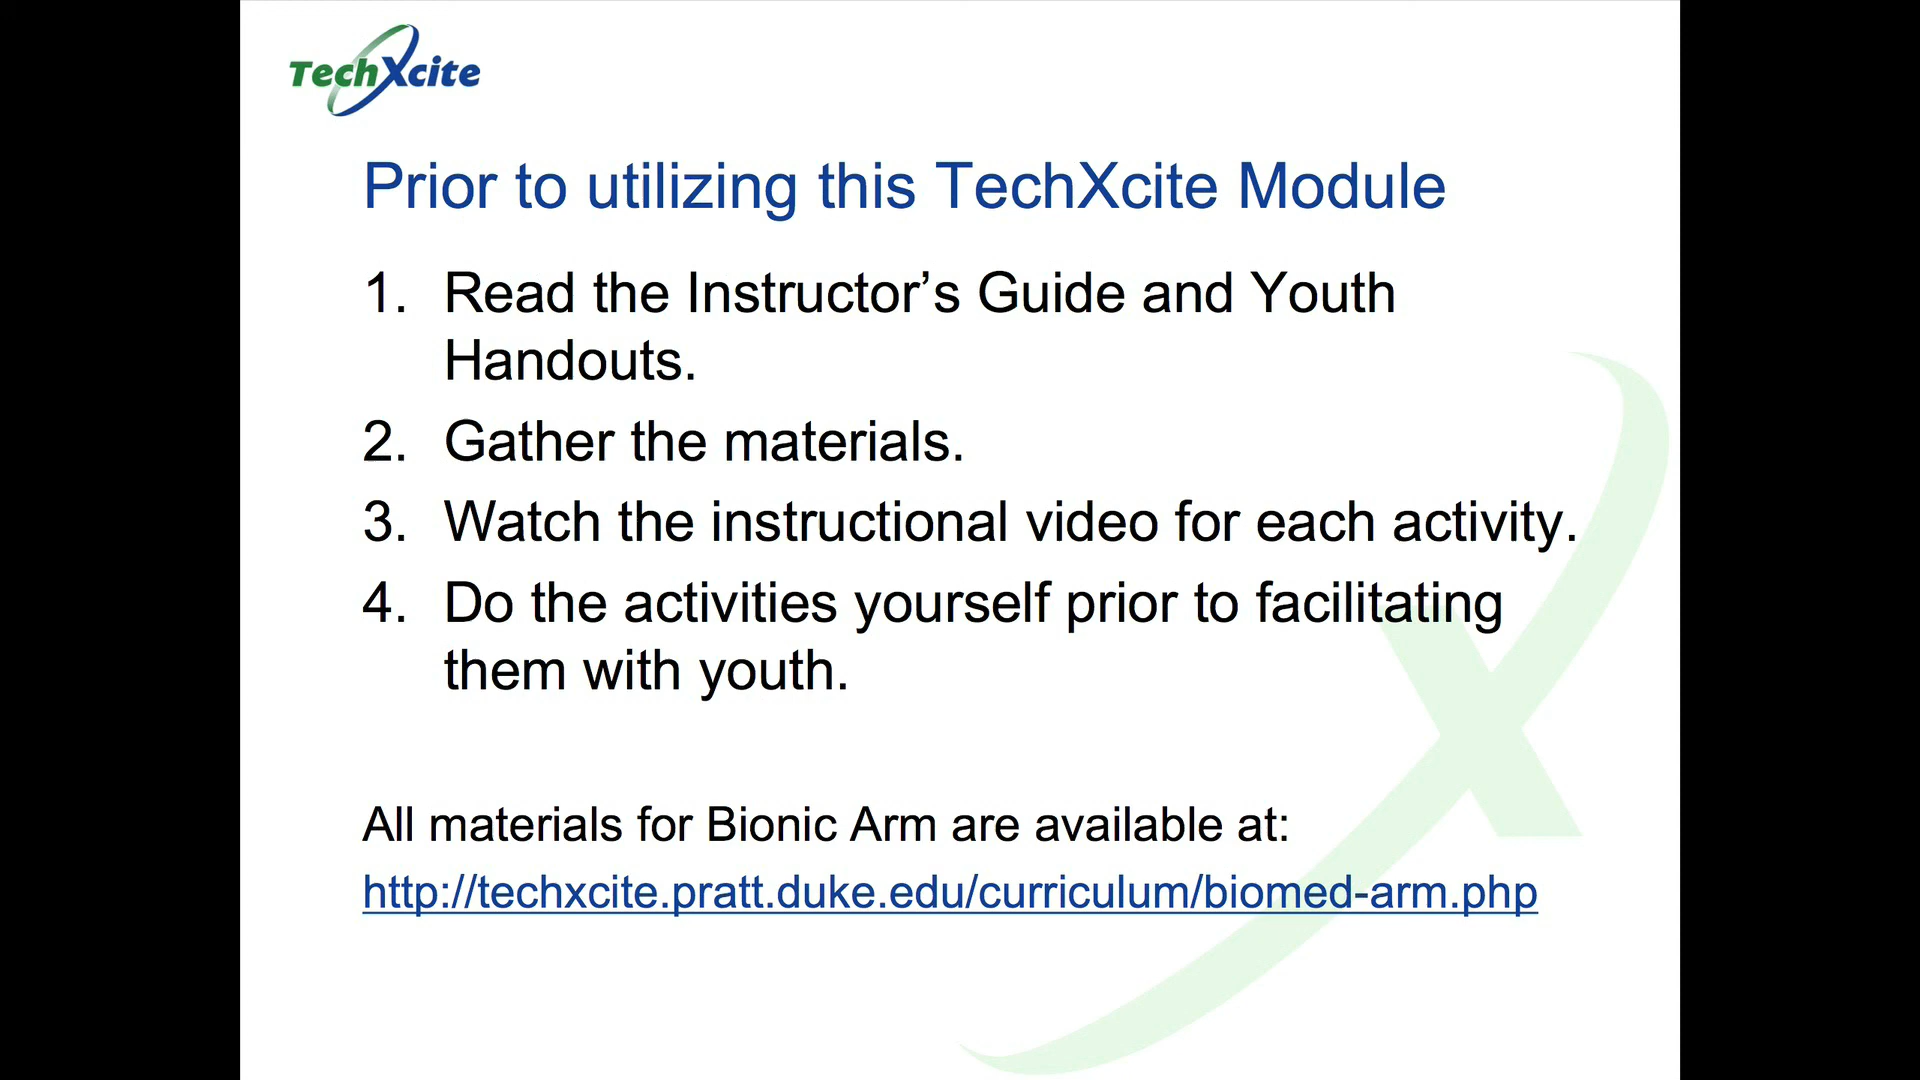 TechXcite
Prior to utilizing this TechXcite Module
1. Read the Instructor’s Guide and Youth
Handouts.
2. Gather the materials.
3. Watch the instructional video for each activity.
4. Do the activities yourself prior to facilitating
them with youth.
All materials for Bionic Arm are available at:
http://techxcite.pratt.duke.edu/curriculum/biomed-arm.php